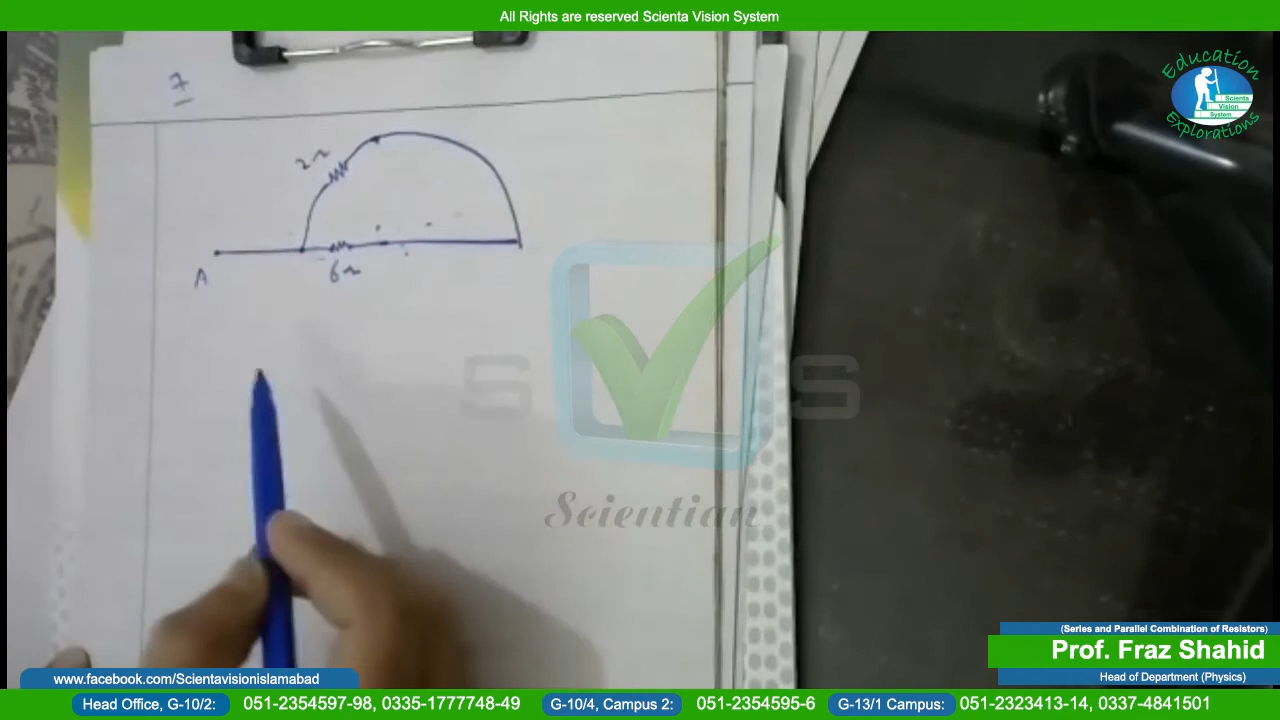 All Rights are reserved Scienta Vision System
Education
Scienta
Vision
System
Explorations
7
2Ω
6Ω
A
S S
Scientian
(Series and Parallel Combination of Resistors)
Prof. Fraz Shahid
Head of Department (Physics)
www.facebook.com/Scientavisionislamabad
Head Office, G-10/2: 051-2354597-98, 0335-1777748-49 G-10/4, Campus 2: 051-2354595-6 G-13/1 Campus: 051-2323413-14, 0337-4841501